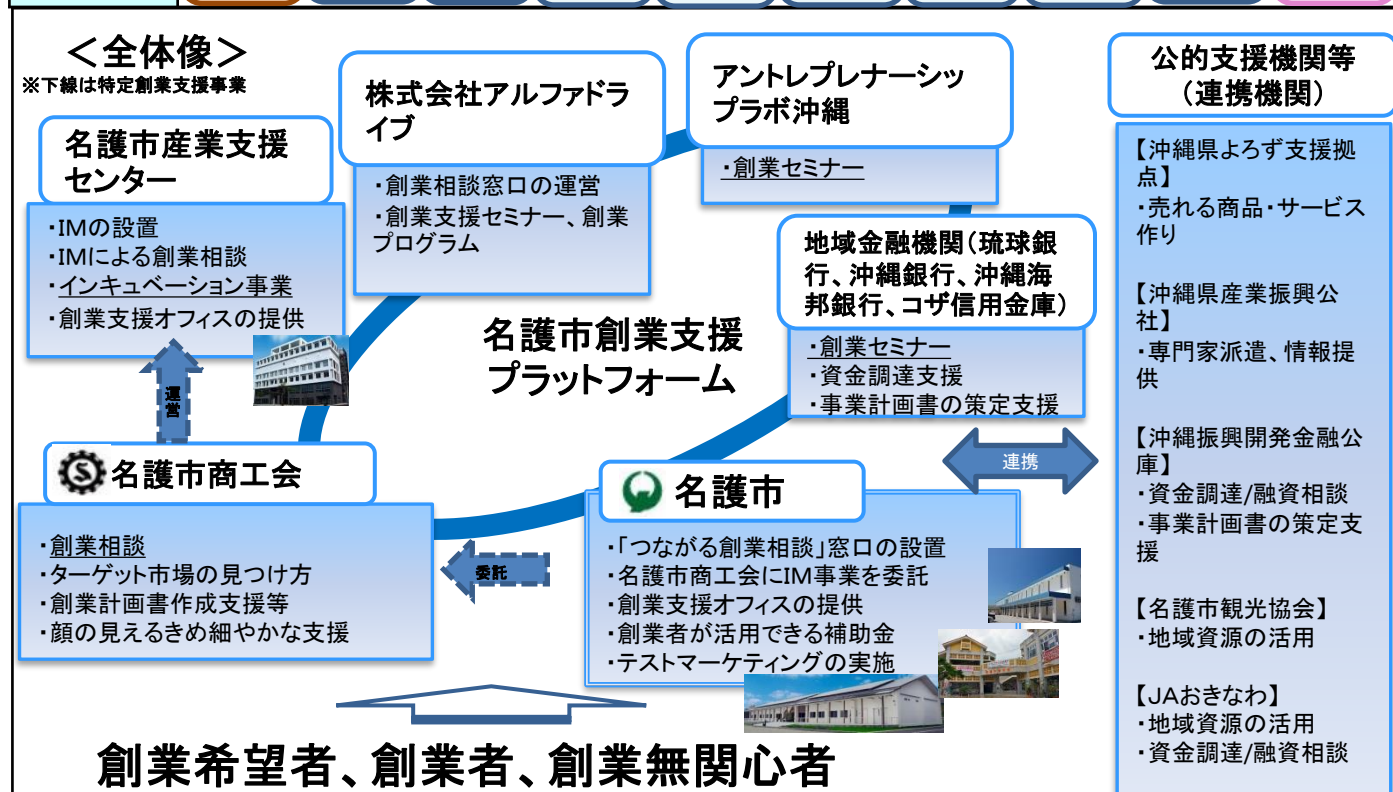 ＜全体像＞
※下線は特定創業支援事業
名護市産業支援
センター
・IMの設置
・IMによる創業相談
・インキュベーション事業
・創業支援オフィスの提供
株式会社アルファドラ
イブ
・創業相談窓口の運営
・創業支援セミナー、創業
プログラム
アントレプレナーシッ
プラボ沖縄
・創業セミナー
地域金融機関（琉球銀
行、沖縄銀行、沖縄海
邦銀行、コザ信用金庫）
・創業セミナー
・資金調達支援
・事業計画書の策定支援
名護市創業支援
プラットフォーム
運営
名護市商工会
・創業相談
・ターゲット市場の見つけ方
・創業計画書作成支援等
・顔の見えるきめ細やかな支援
委託
名護市
・「つながる創業相談」窓口の設置
・名護市商工会にIM事業を委託
・創業支援オフィスの提供
・創業者が活用できる補助金
・テストマーケティングの実施
連携
公的支援機関等
（連携機関）
【沖縄県よろず支援拠
点】
・売れる商品・サービス
作り
【沖縄県産業振興公
社】
・専門家派遣、情報提
供
【沖縄振興開発金融公
庫】
・資金調達/融資相談
・事業計画書の策定支
援
【名護市観光協会】
・地域資源の活用
【JAおきなわ】
・地域資源の活用
・資金調達/融資相談
創業希望者、創業者、創業無関心者